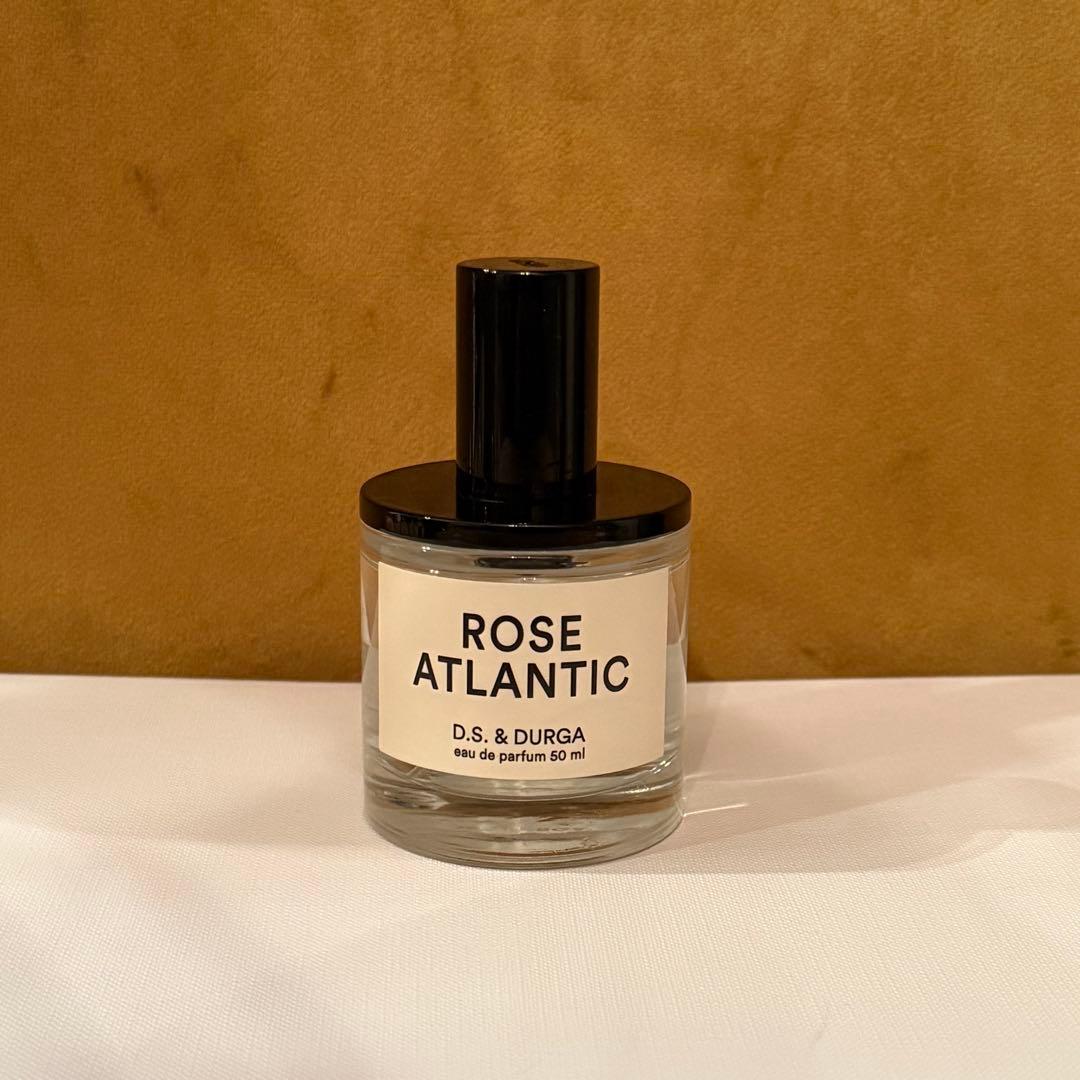 ROSE
ATLANTIC
D.S. & DURGA
eau de parfum 50 ml